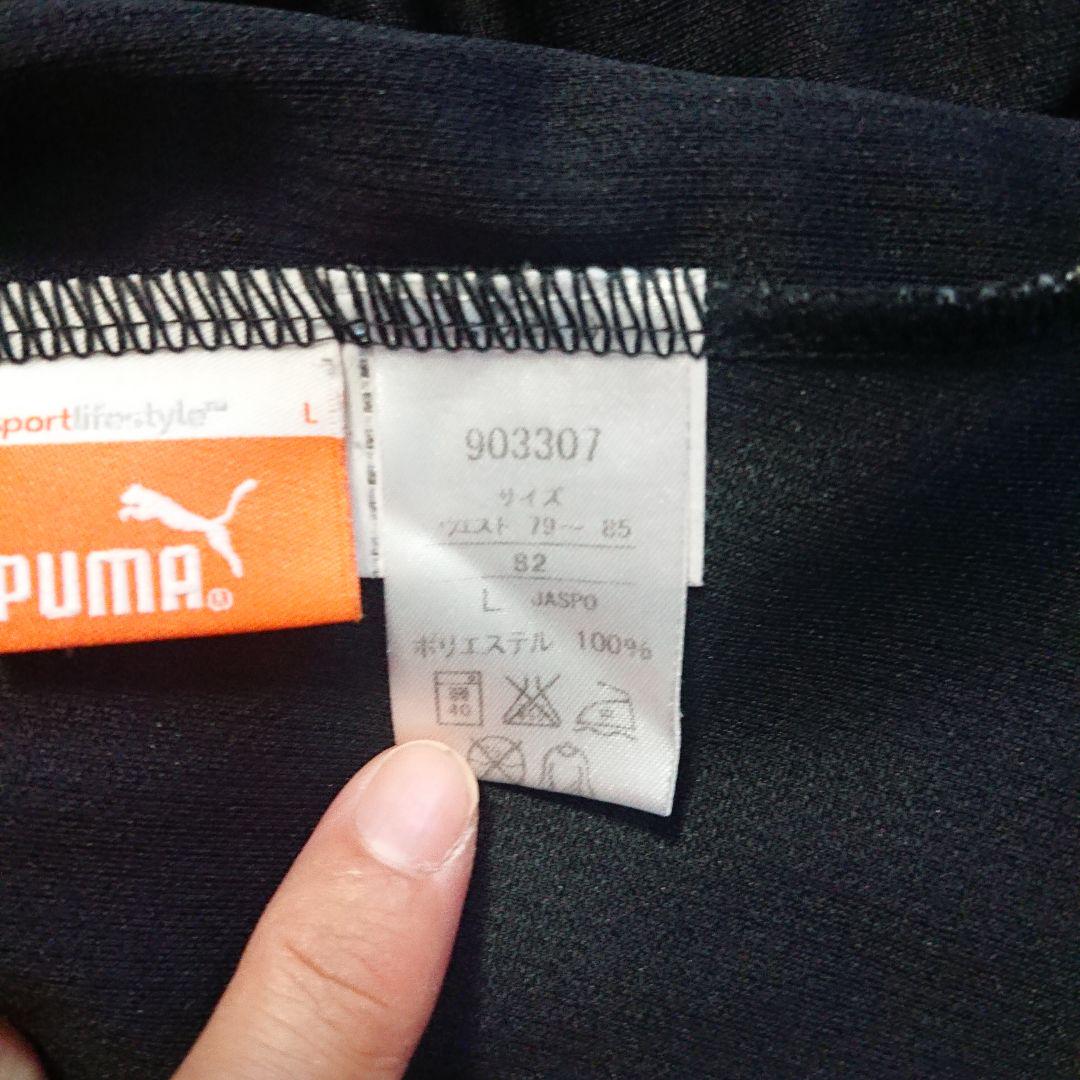 sportlifestyle™ L
PUMA®
903307
サイズ
ウエスト 79～ 85
82
L JASPO
ポリエステル 100%
40